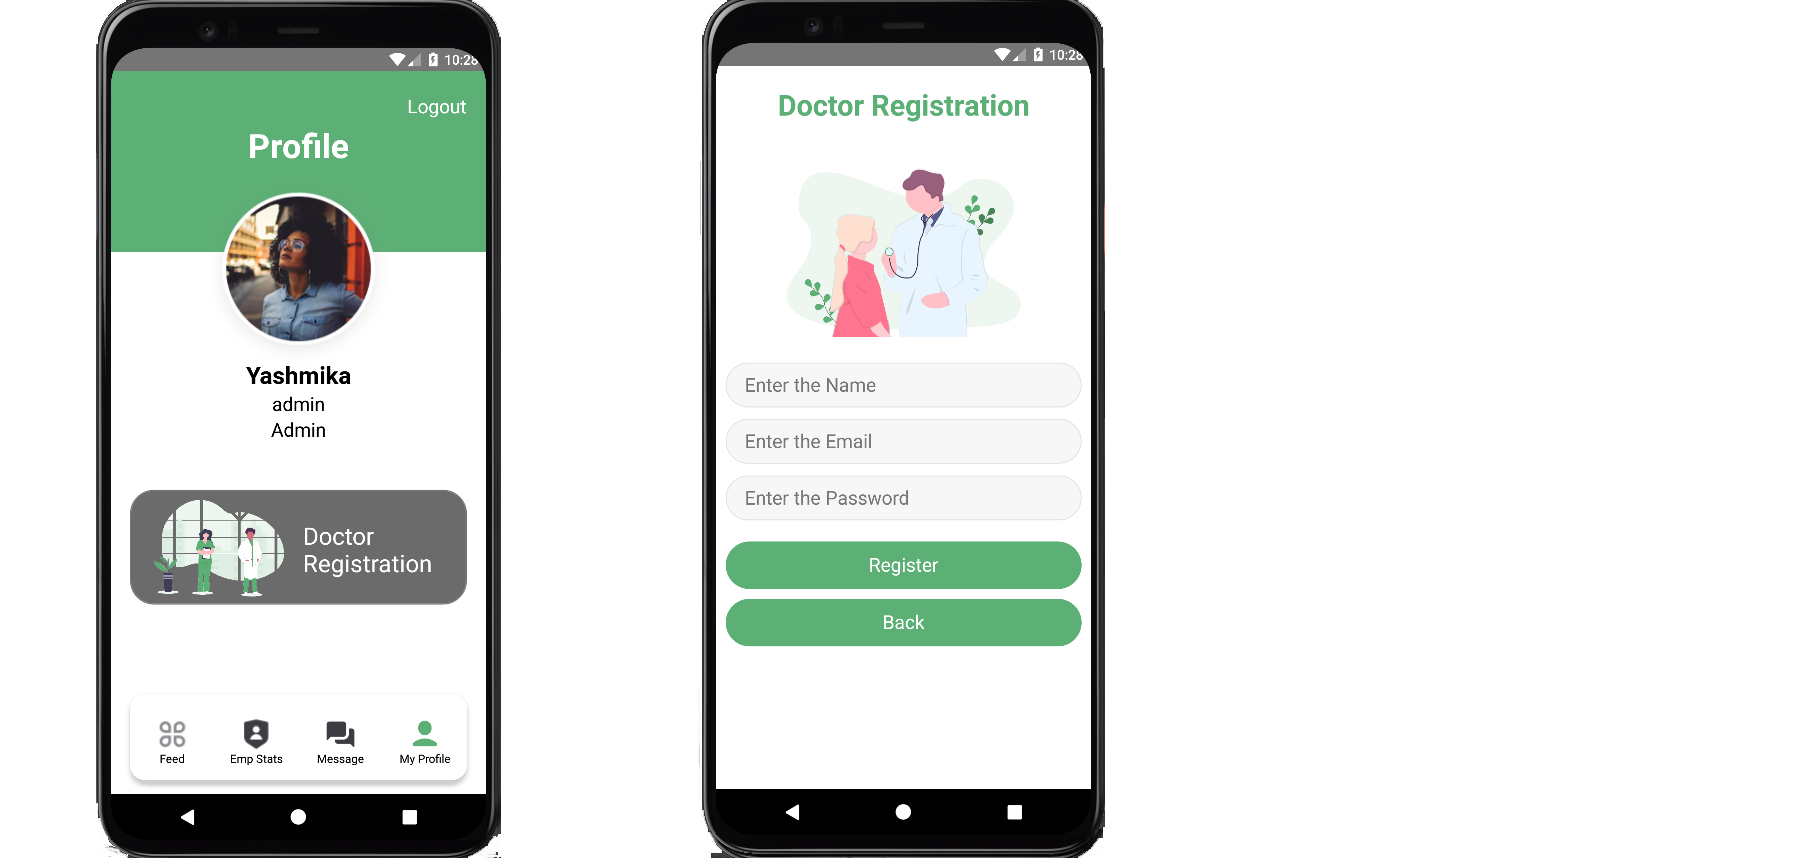 10:28
Logout
Profile
Yashmika
admin
Admin
Doctor
Registration
Feed
Emp Stats
Message
My Profile
10:28
Doctor Registration
Enter the Name
Enter the Email
Enter the Password
Register
Back